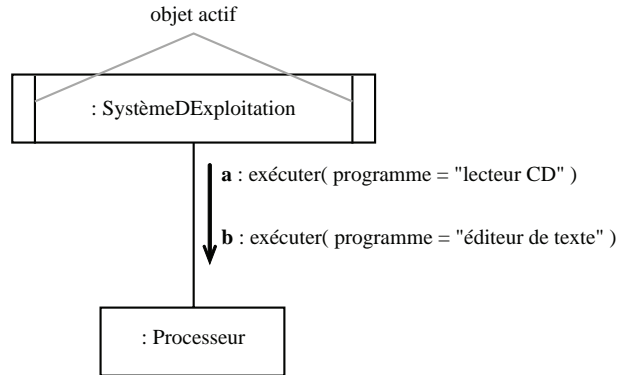 objet actif
: SystèmeDExploitation
a : exécuter( programme = "lecteur CD" )
b : exécuter( programme = "éditeur de texte" )
: Processeur